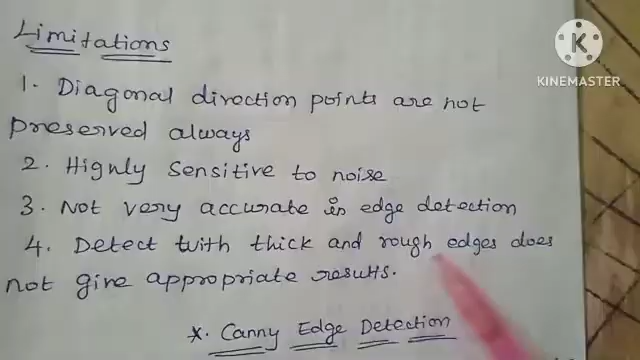 Limitations
K
KINEMASTER
1. Diagonal direction points are not
preserved always
2. Highly sensitive to noise
3. Not very accurate in edge detection
4. Detect with thick and rough edges does
not give appropriate results.
*. Canny Edge Detection